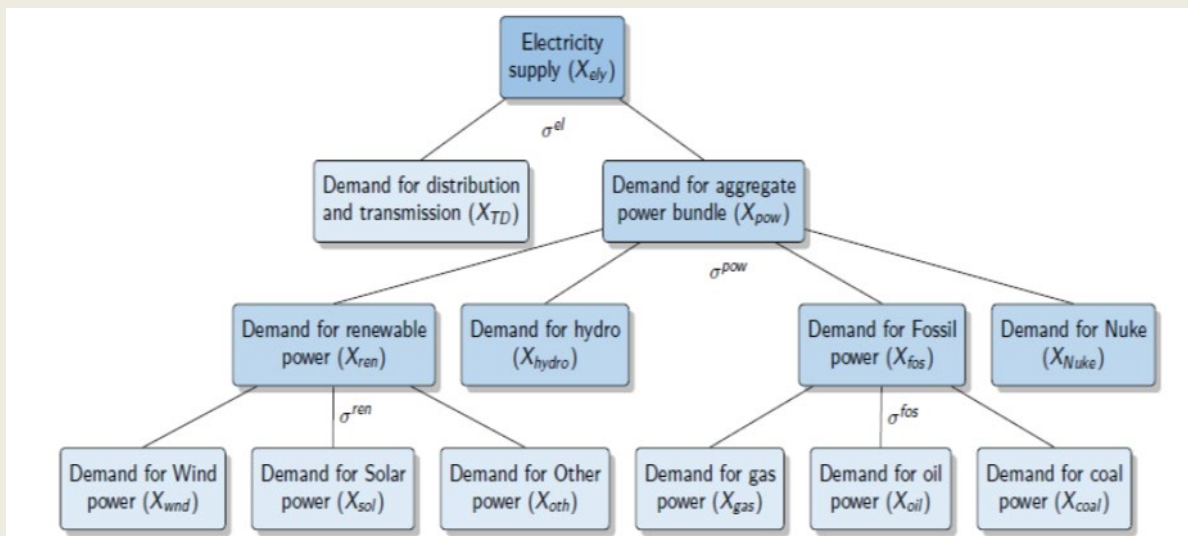 Electricity
supply (X_ely)
σ^el
Demand for distribution
and transmission (X_TD)
Demand for aggregate
power bundle (X_pow)
σ^pow
Demand for renewable
power (X_ren)
Demand for hydro
(X_hydro)
Demand for Fossil
power (X_fos)
Demand for Nuke
(X_Nuke)
σ^ren
σ^fos
Demand for Wind
power (X_wnd)
Demand for Solar
power (X_sol)
Demand for Other
power (X_oth)
Demand for gas
power (X_gas)
Demand for oil
power (X_oil)
Demand for coal
power (X_coal)